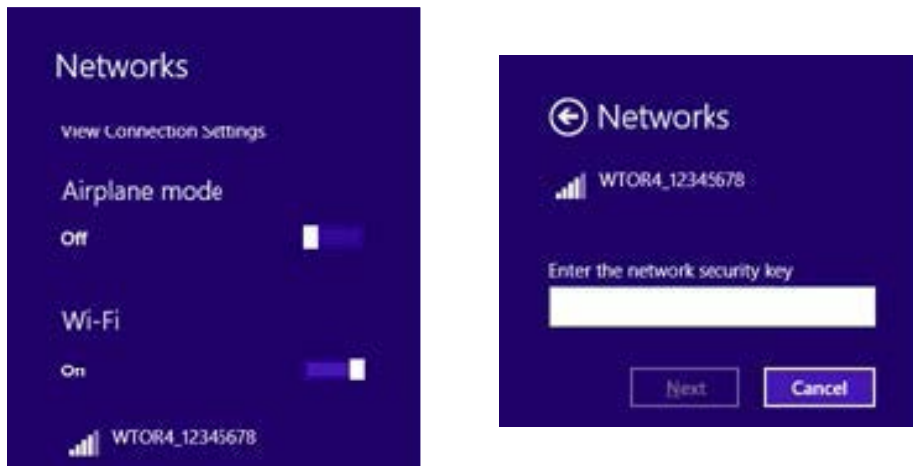 Networks
View Connection Settings
Airplane mode
Off
Wi-Fi
On
WTOR4_12345678
Networks
WTOR4_12345678
Enter the network security key
Next
Cancel